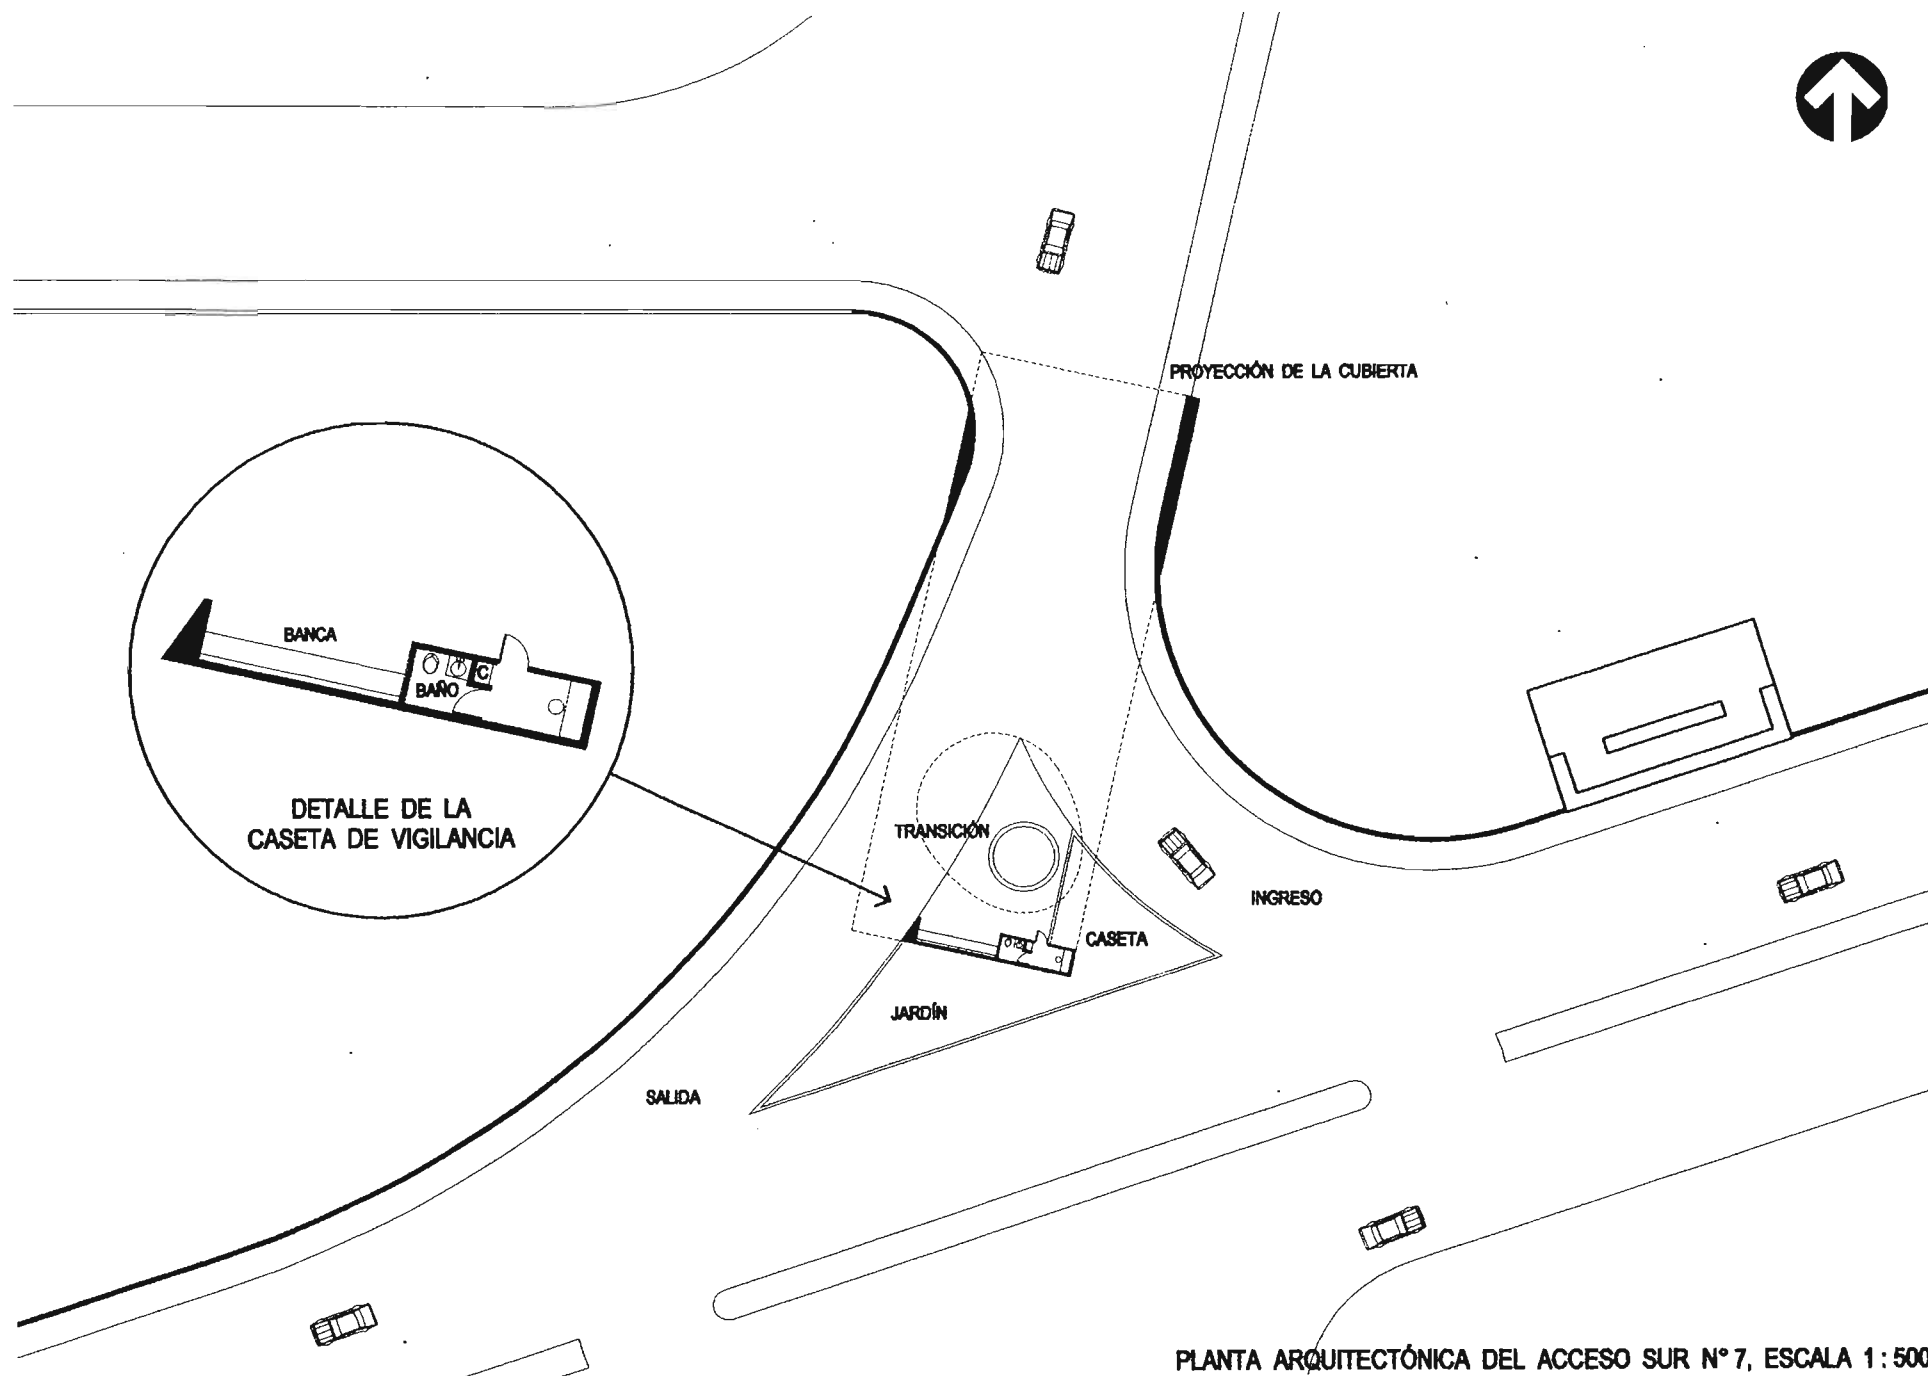 PROYECCIÓN DE LA CUBIERTA
BANCA
C
BAÑO
DETALLE DE LA
CASETA DE VIGILANCIA
TRANSICIÓN
INGRESO
CASETA
JARDÍN
SALIDA
PLANTA ARQUITECTÓNICA DEL ACCESO SUR N° 7, ESCALA 1 : 500